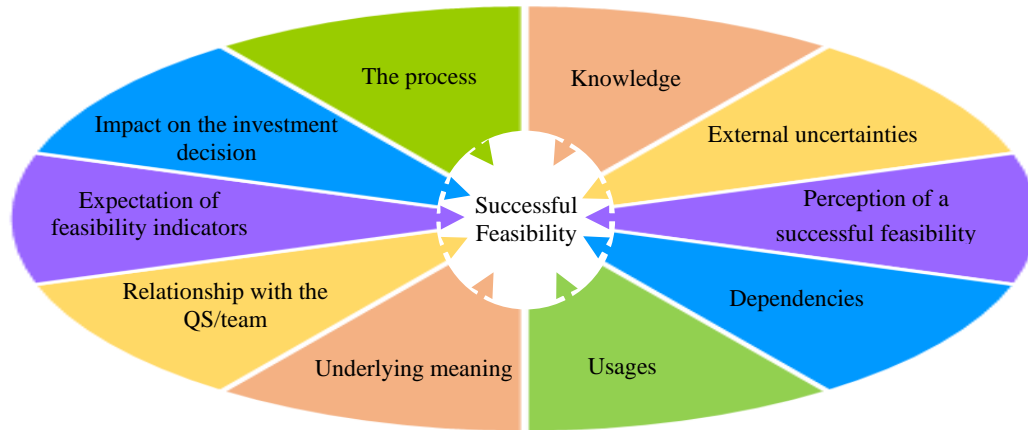 The process
Knowledge
Impact on the investment
decision
External uncertainties
Expectation of
feasibility indicators
Successful
Feasibility
Perception of a
successful feasibility
Relationship with the
QS/team
Dependencies
Underlying meaning
Usages